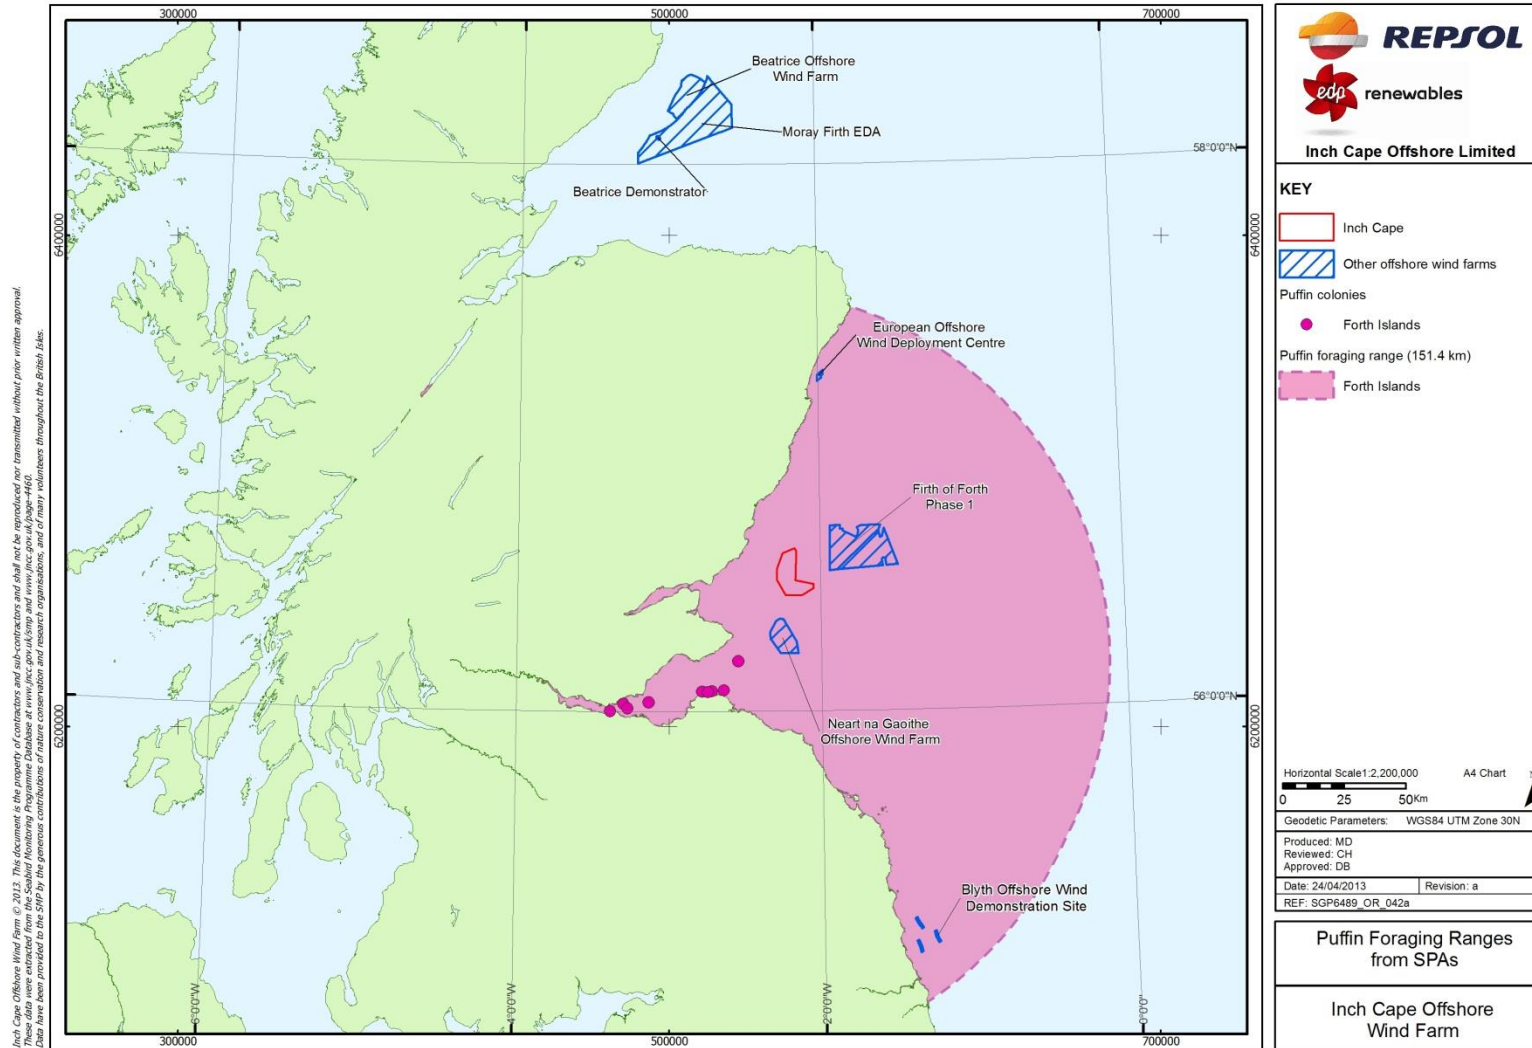 300000
500000
700000
Beatrice Offshore
Wind Farm
Moray Firth EDA
Beatrice Demonstrator
58°0'0"N
6400000
6400000
European Offshore
Wind Deployment Centre
Firth of Forth
Phase 1
56°0'0"N
Neart na Gaoithe
Offshore Wind Farm
6200000
6200000
Blyth Offshore Wind
Demonstration Site
6°0'0"W
4°0'0"W
2°0'0"W
0°0'0"
300000
500000
700000
Inch Cape Offshore Wind Farm © 2013. This document is the property of contractors and sub-contractors and shall not be reproduced nor transmitted without prior written approval.
These data were extracted from the Seabird Monitoring Programme Database at www.jncc.gov.uk/smp and www.jncc.gov.uk/page-4460.
Data have been provided to the SMP by the generous contributions of nature conservation and research organisations, and of many volunteers throughout the British Isles.
REPSOL
edp renewables
Inch Cape Offshore Limited
KEY
Inch Cape
Other offshore wind farms
Puffin colonies
Forth Islands
Puffin foraging range (151.4 km)
Forth Islands
Horizontal Scale1:2,200,000 A4 Chart
0 25 50Km
Geodetic Parameters: WGS84 UTM Zone 30N
Produced: MD
Reviewed: CH
Approved: DB
Date: 24/04/2013 Revision: a
REF: SGP6489_OR_042a
Puffin Foraging Ranges
from SPAs
Inch Cape Offshore
Wind Farm